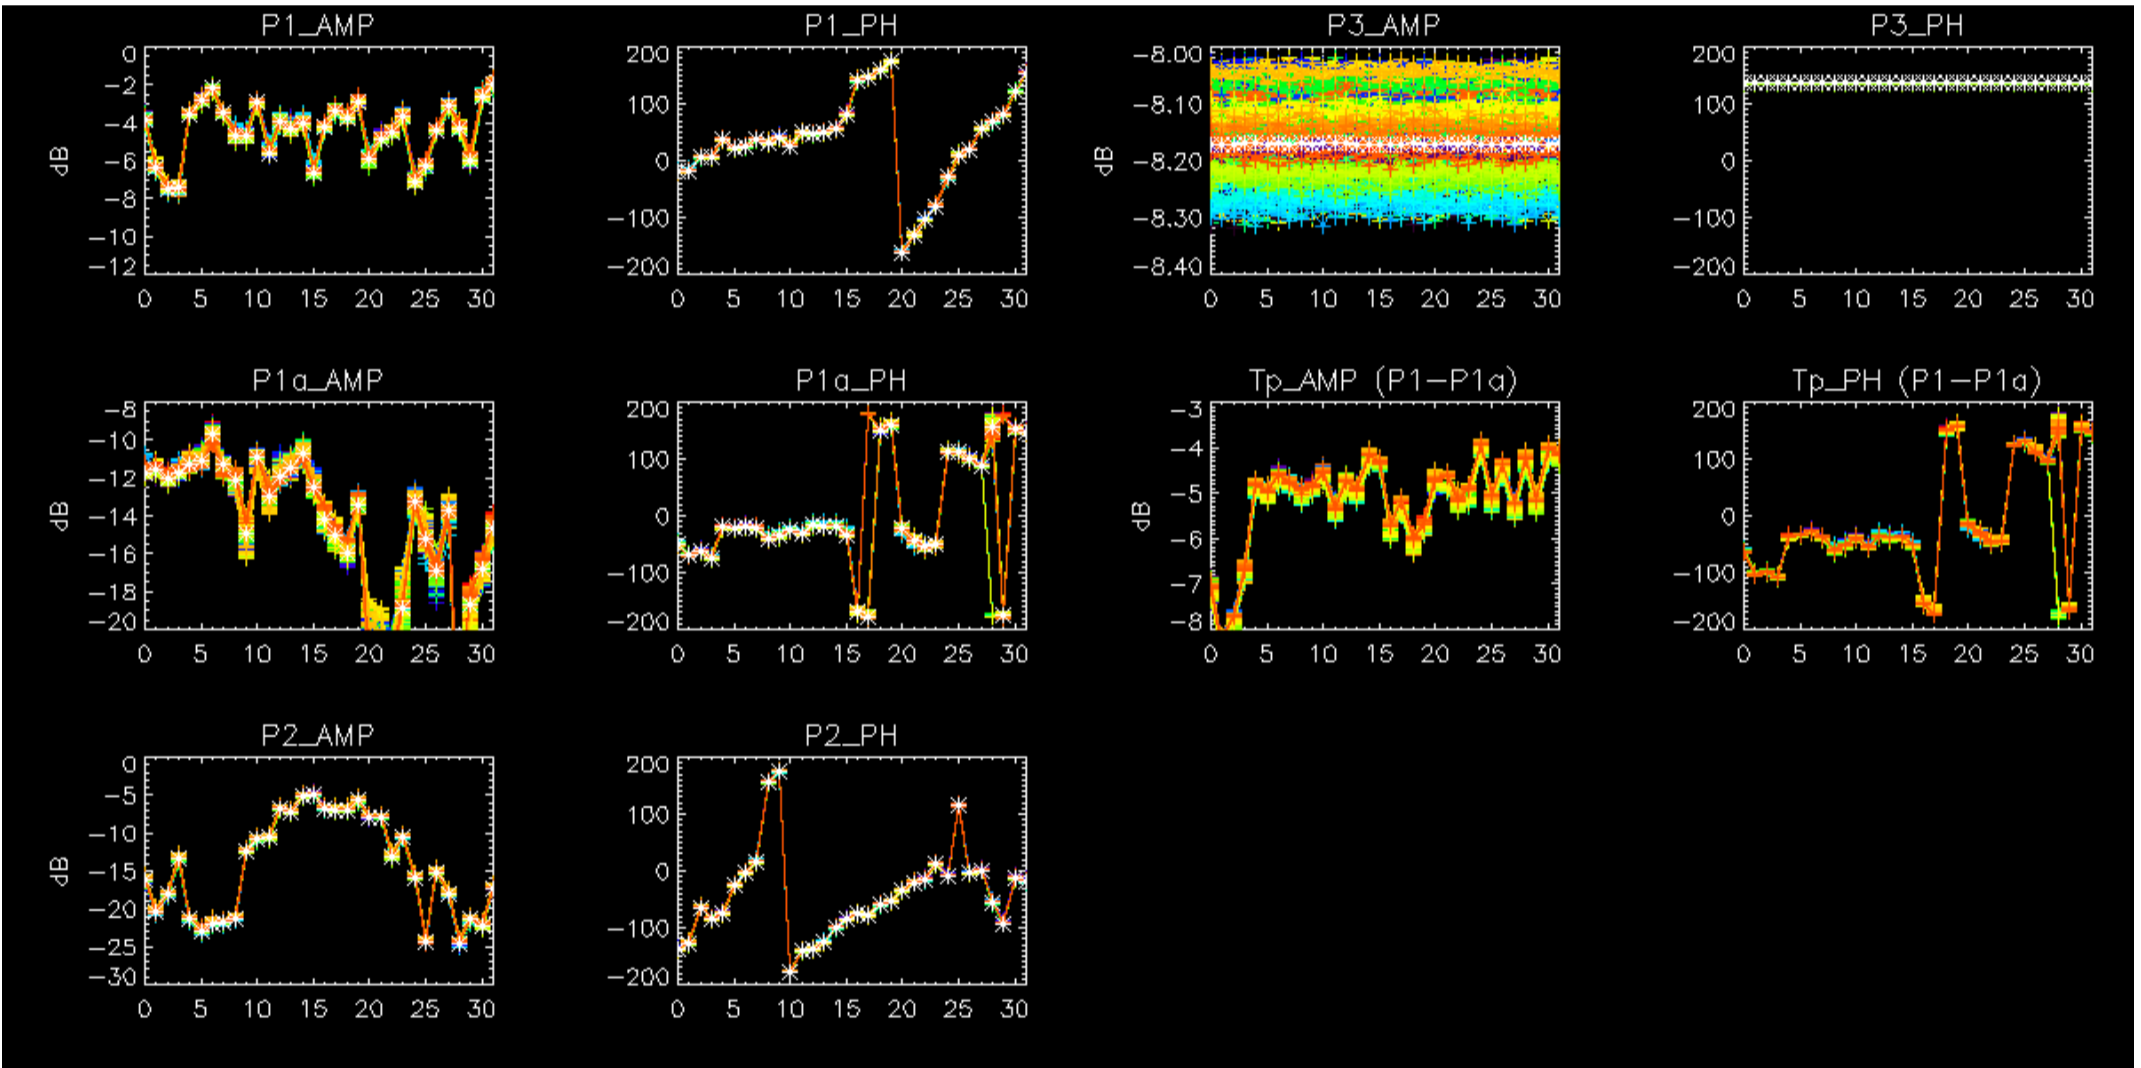 P1_AMP
P1_PH
P3_AMP
P3_PH
0
−2
−4
−6
−8
−10
−12
dB
0 5 10 15 20 25 30
200
100
0
−100
−200
0 5 10 15 20 25 30
−8.00
−8.10
−8.20
−8.30
−8.40
dB
0 5 10 15 20 25 30
200
100
0
−100
−200
0 5 10 15 20 25 30
P1a_AMP
P1a_PH
Tp_AMP (P1−P1a)
Tp_PH (P1−P1a)
−8
−10
−12
−14
−16
−18
−20
dB
0 5 10 15 20 25 30
200
100
0
−100
−200
0 5 10 15 20 25 30
−3
−4
−5
−6
−7
−8
dB
0 5 10 15 20 25 30
200
100
0
−100
−200
0 5 10 15 20 25 30
P2_AMP
P2_PH
0
−5
−10
−15
−20
−25
−30
dB
0 5 10 15 20 25 30
200
100
0
−100
−200
0 5 10 15 20 25 30